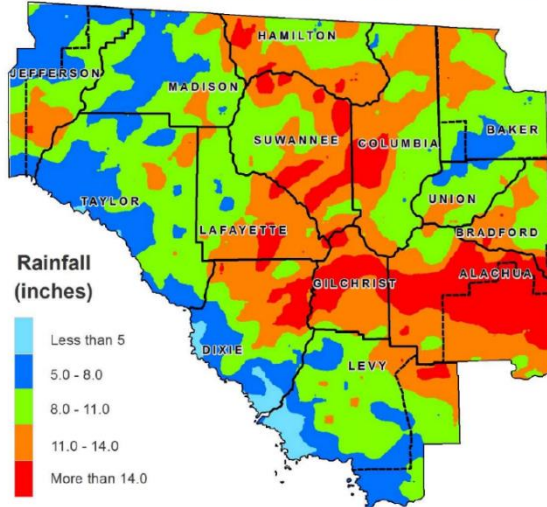 HAMILTON
JEFFERSON
MADISON
BAKER
SUWANNEE
COLUMBIA
UNION
TAYLOR
LAFAYETTE
BRADFORD
ALACHUA
GILCHRIST
DIXIE
LEVY
Rainfall
(inches)
Less than 5
5.0 - 8.0
8.0 - 11.0
11.0 - 14.0
More than 14.0